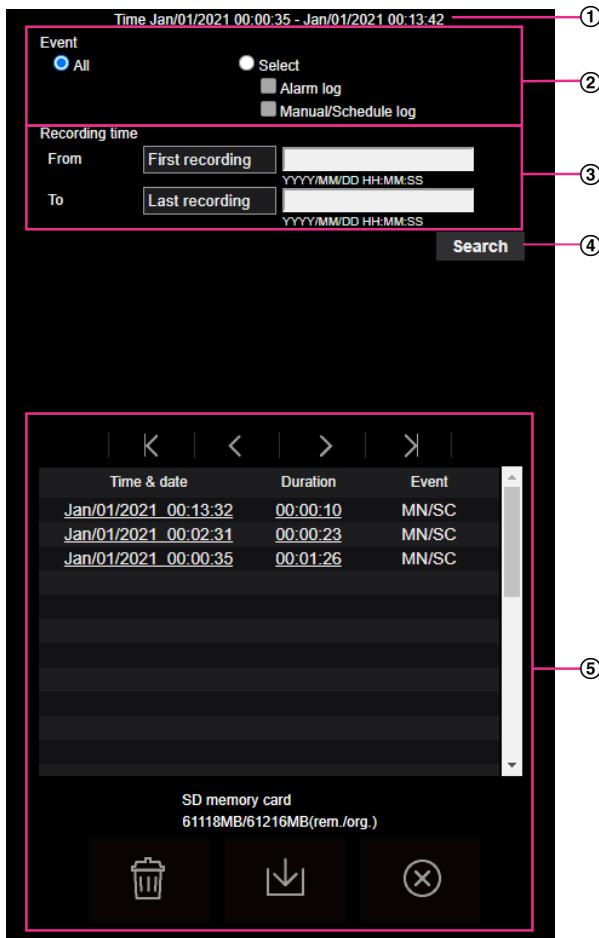 Time Jan/01/2021 00:00:35 - Jan/01/2021 00:13:42 ①
Event
All Select ②
Alarm log
Manual/Schedule log
Recording time
From First recording
YYYY/MM/DD HH:MM:SS ③
To Last recording
YYYY/MM/DD HH:MM:SS
Search ④
Time & date Duration Event
Jan/01/2021 00:13:32 00:00:10 MN/SC
Jan/01/2021 00:02:31 00:00:23 MN/SC
Jan/01/2021 00:00:35 00:01:26 MN/SC
⑤
SD memory card
61118MB/61216MB(rem./org.)